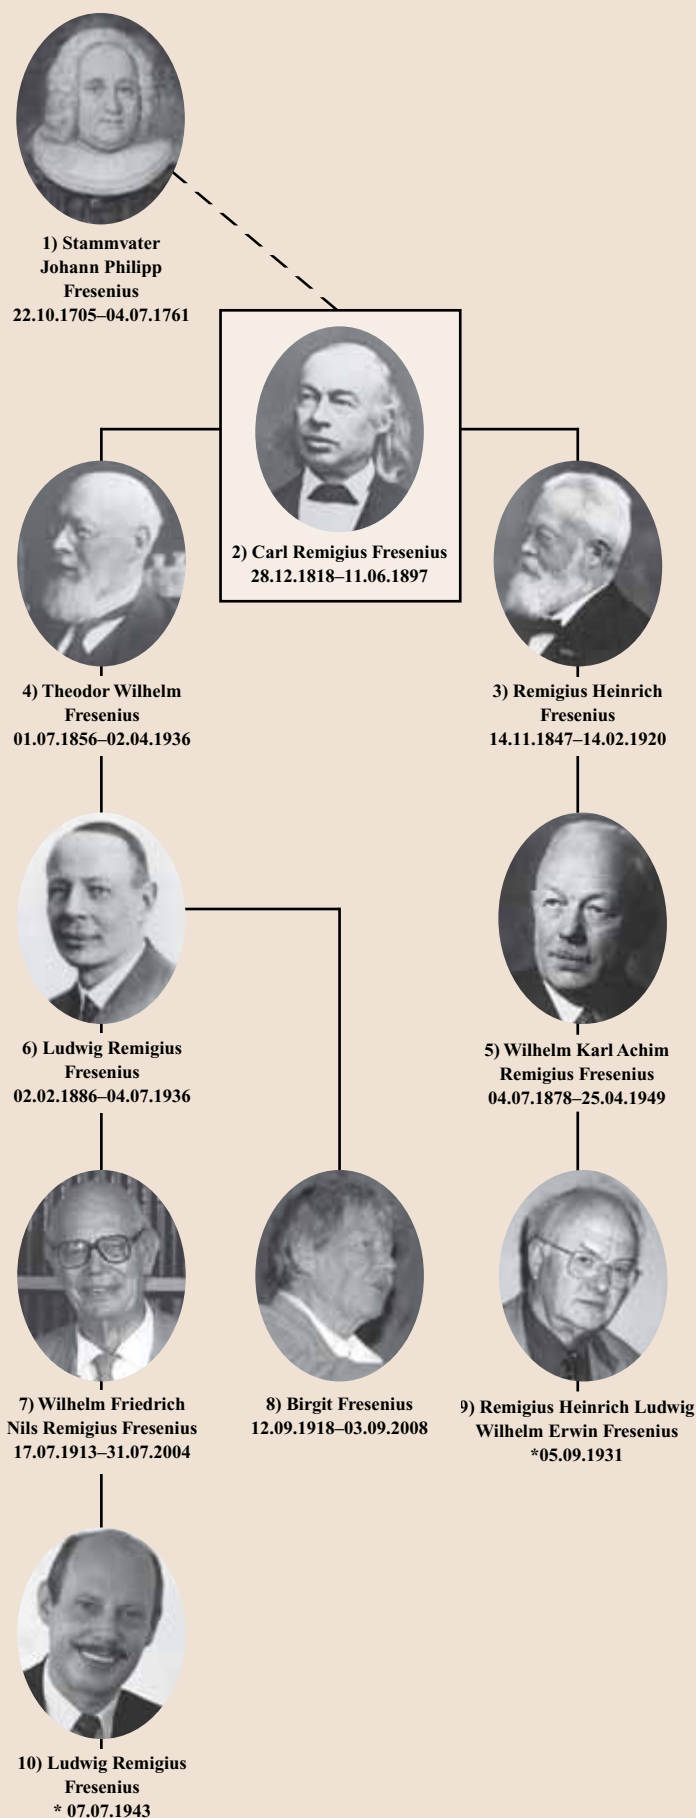 1) Stammvater
Johann Philipp
Fresenius
22.10.1705–04.07.1761
2) Carl Remigius Fresenius
28.12.1818–11.06.1897
4) Theodor Wilhelm
Fresenius
01.07.1856–02.04.1936
3) Remigius Heinrich
Fresenius
14.11.1847–14.02.1920
6) Ludwig Remigius
Fresenius
02.02.1886–04.07.1936
5) Wilhelm Karl Achim
Remigius Fresenius
04.07.1878–25.04.1949
7) Wilhelm Friedrich
Nils Remigius Fresenius
17.07.1913–31.07.2004
8) Birgit Fresenius
12.09.1918–03.09.2008
9) Remigius Heinrich Ludwig
Wilhelm Erwin Fresenius
*05.09.1931
10) Ludwig Remigius
Fresenius
* 07.07.1943